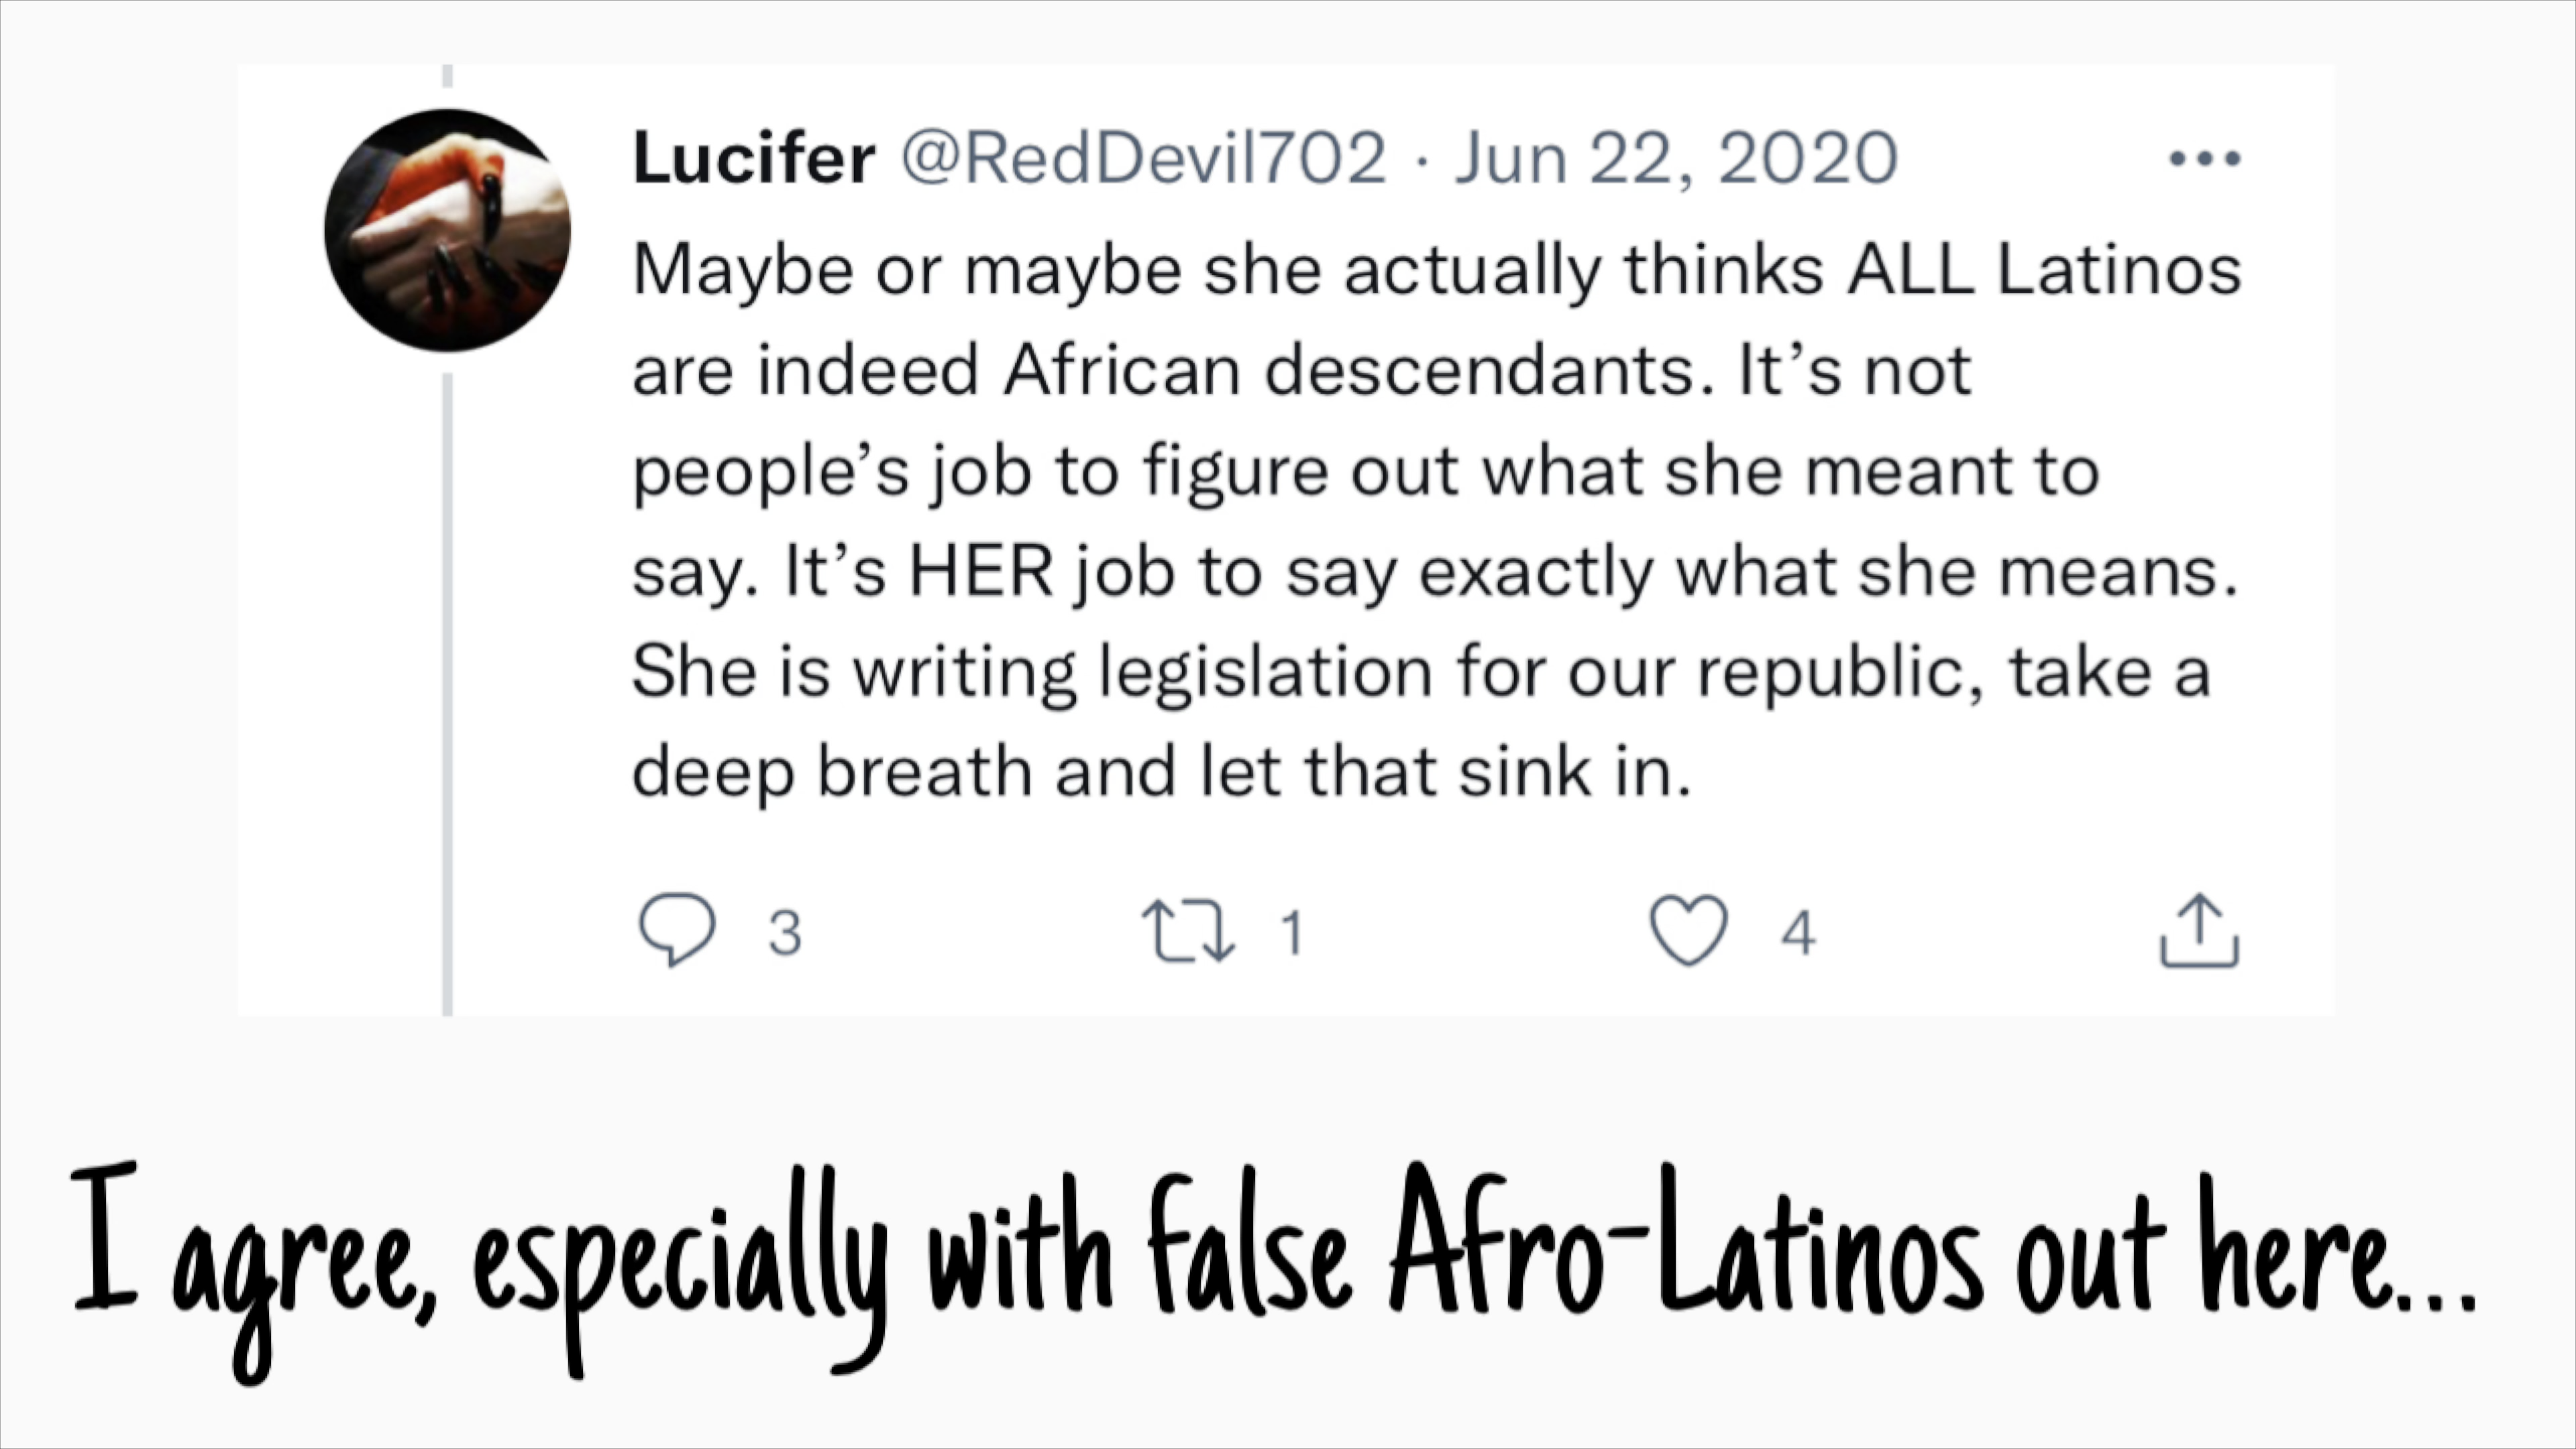 Lucifer @RedDevil702 · Jun 22, 2020
Maybe or maybe she actually thinks ALL Latinos
are indeed African descendants. It’s not
people’s job to figure out what she meant to
say. It’s HER job to say exactly what she means.
She is writing legislation for our republic, take a
deep breath and let that sink in.
3 1 4
I agree, especially with false Afro-Latinos out here...